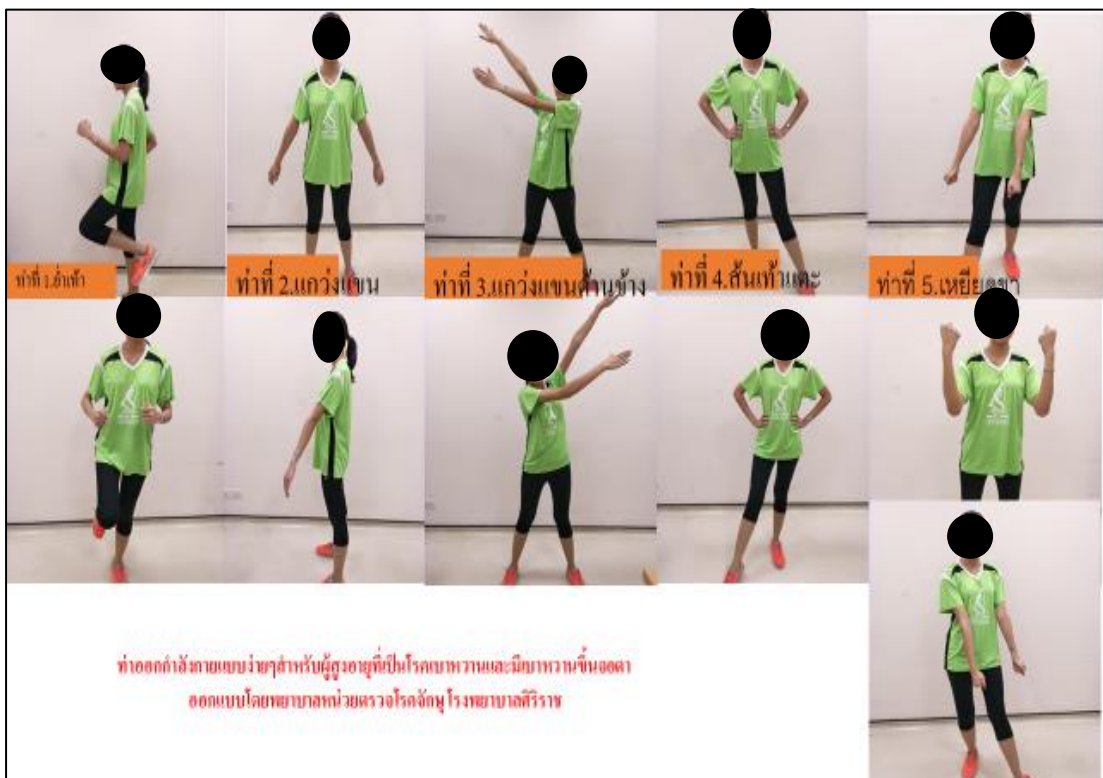 ท่าที่ 1.ย่ำเท้า
ท่าที่ 2.แกว่งแขน
ท่าที่ 3.แกว่งแขนด้านข้าง
ท่าที่ 4.ส้นเท้าแตะ
ท่าที่ 5.เหยียดขา
ท่าออกกำลังกายแบบง่ายๆสำหรับผู้สูงอายุที่เป็นโรคเบาหวานและมีเบาหวานขึ้นจอตา
ออกแบบโดยพยาบาลหน่วยตรวจโรคจักษุ โรงพยาบาลศิริราช